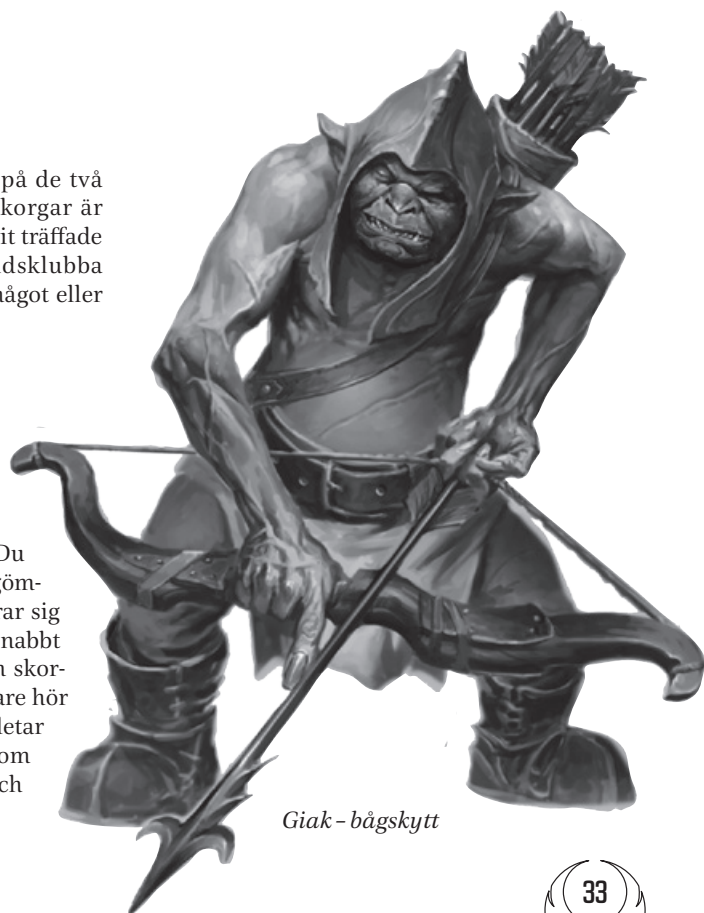 på de två
korgar är
it träffade
dsklubba
något eller
Du
göm-
rar sig
nabbt
n skor-
are hör
letar
om
ch
Giak – bågskytt
33